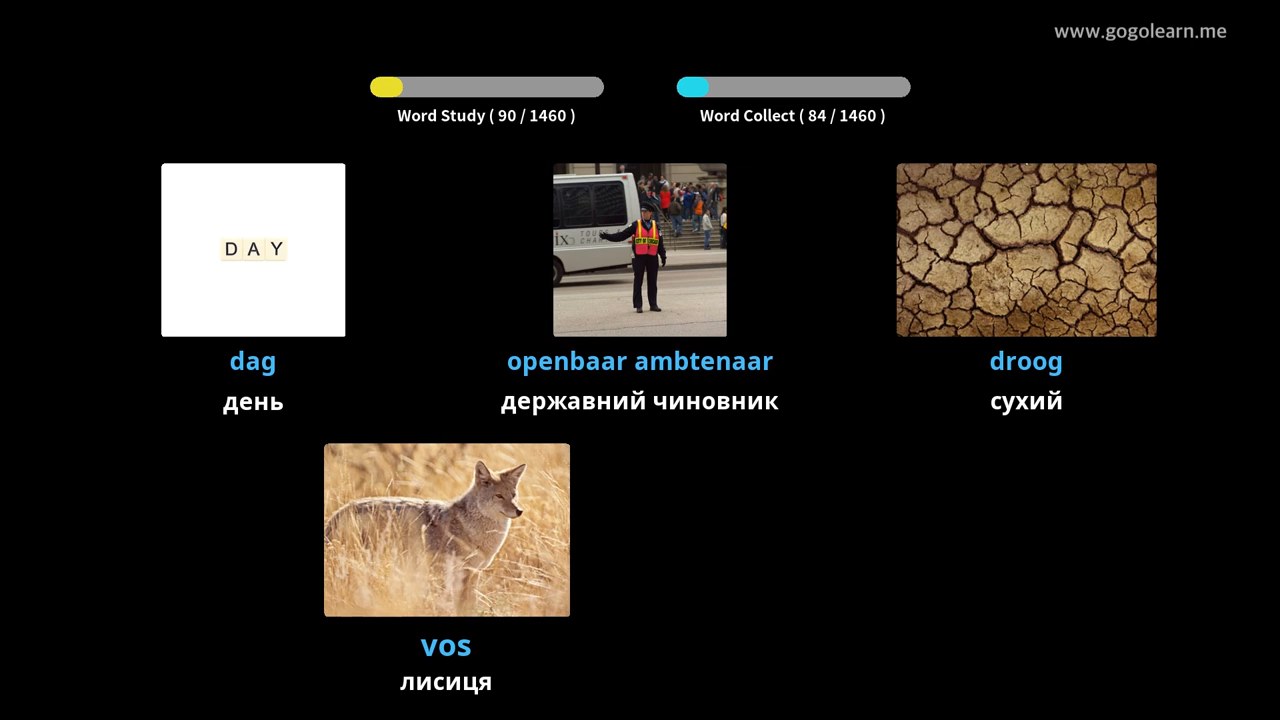 www.gogolearn.me
Word Study ( 90 / 1460 )
Word Collect ( 84 / 1460 )
DAY
dag
openbaar ambtenaar
droog
день
державний чиновник
сухий
vos
лисиця